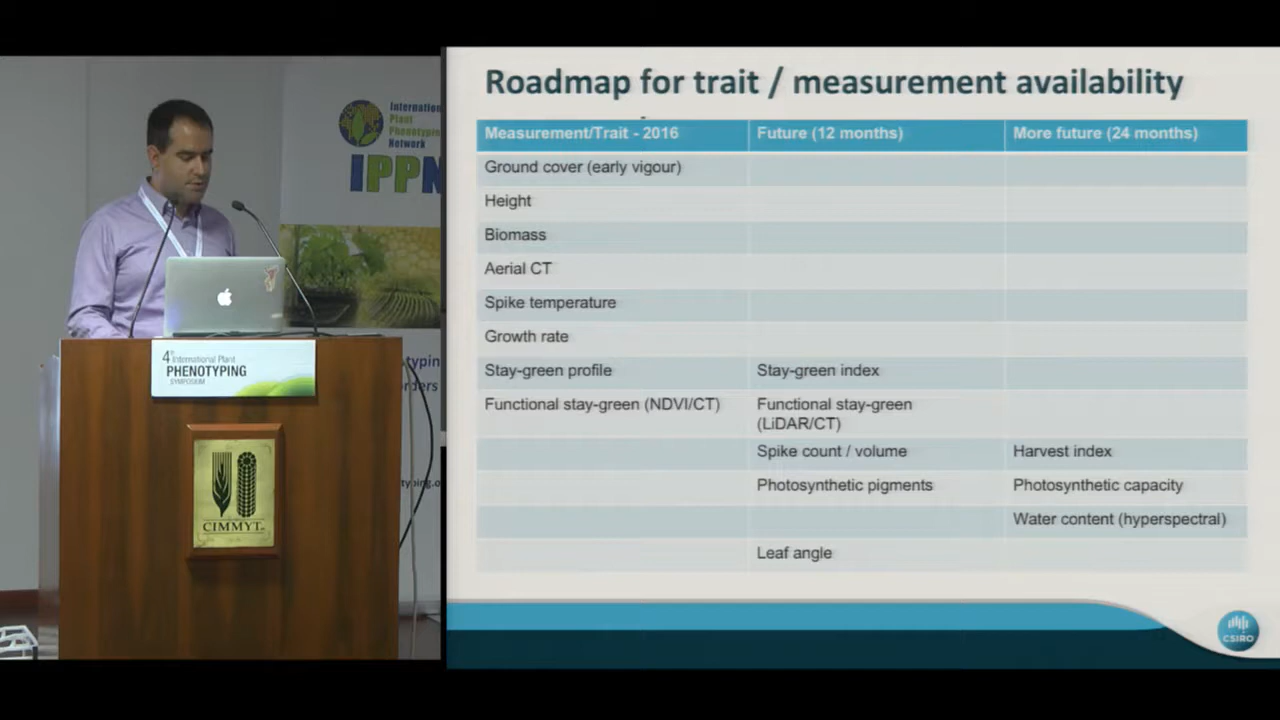 Internation
Plant
Phenotyping
Network
IPPN
4th International Plant
PHENOTYPING
SYMPOSIUM
CIMMYT
Roadmap for trait / measurement availability
Measurement/Trait - 2016 Future (12 months) More future (24 months)
Ground cover (early vigour)
Height
Biomass
Aerial CT
Spike temperature
Growth rate
Stay-green profile Stay-green index
Functional stay-green (NDVI/CT) Functional stay-green
(LiDAR/CT)
Spike count / volume Harvest index
Photosynthetic pigments Photosynthetic capacity
Water content (hyperspectral)
Leaf angle
CSIRO